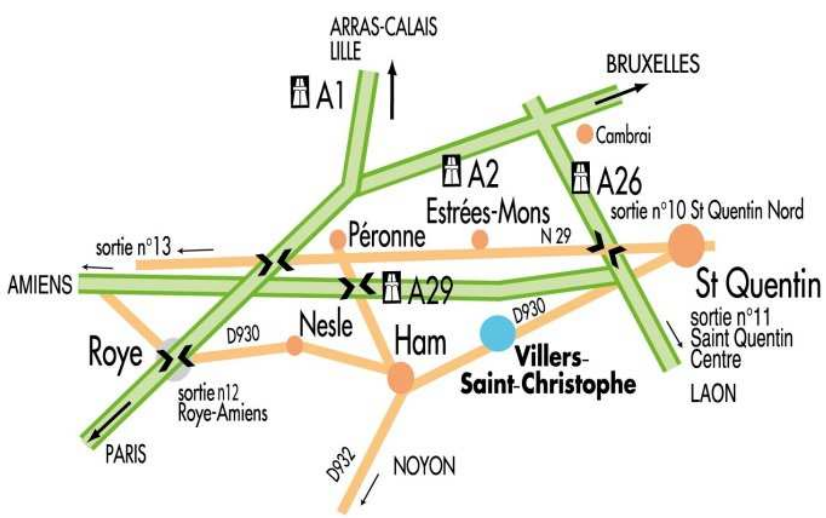 ARRAS-CALAIS
LILLE
A1
BRUXELLES
Cambrai
A2
A26
Estrées-Mons
sortie n°10 St Quentin Nord
Péronne
N 29
sortie n°13
AMIENS
A29
St Quentin
D930
sortie n°11
Saint Quentin
Centre
LAON
Nesle
D930
Roye
Ham
Villers-
Saint-Christophe
sortie n12
Roye-Amiens
PARIS
D932
NOYON